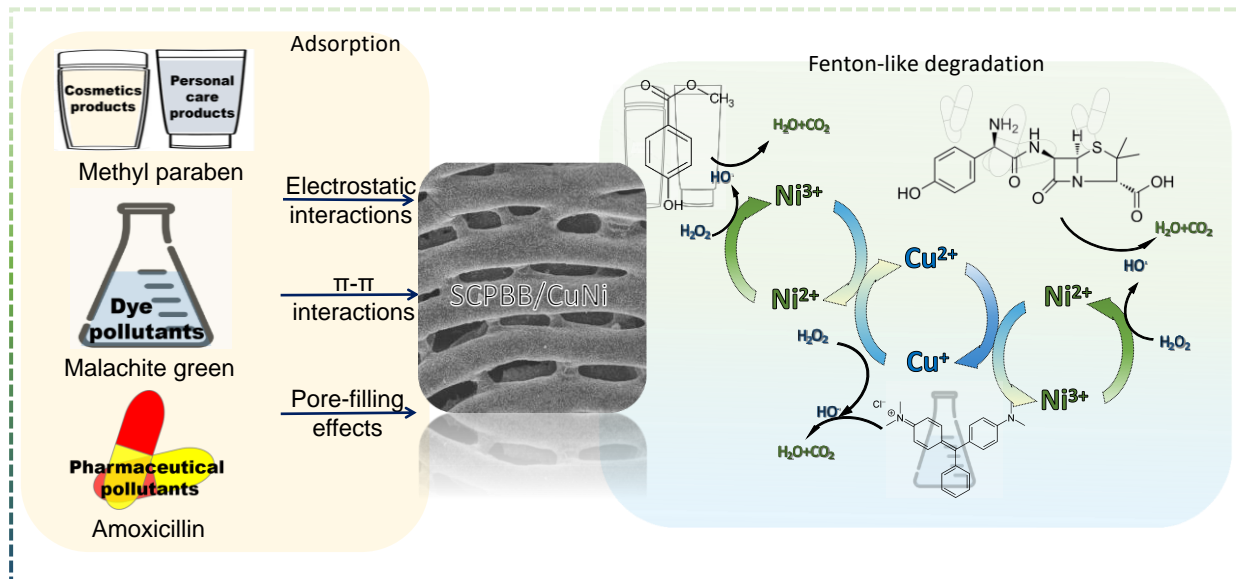 Adsorption
Cosmetics
products
Personal
care
products
Methyl paraben
Dye
pollutants
Malachite green
Pharmaceutical
pollutants
Amoxicillin
Electrostatic
interactions
π-π
interactions
Pore-filling
effects
SCPBB/CuNi
Fenton-like degradation
O
O
CH₃
OH
H₂O+CO₂
HO·
H₂O₂
Ni³⁺
Ni²⁺
Cu²⁺
Cu⁺
H₂O₂
HO·
H₂O+CO₂
Cl⁻
N⁺
N
NH₂
H
N
H
S
O
O
N
HO
O
OH
H₂O+CO₂
HO·
Ni²⁺
H₂O₂
Ni³⁺